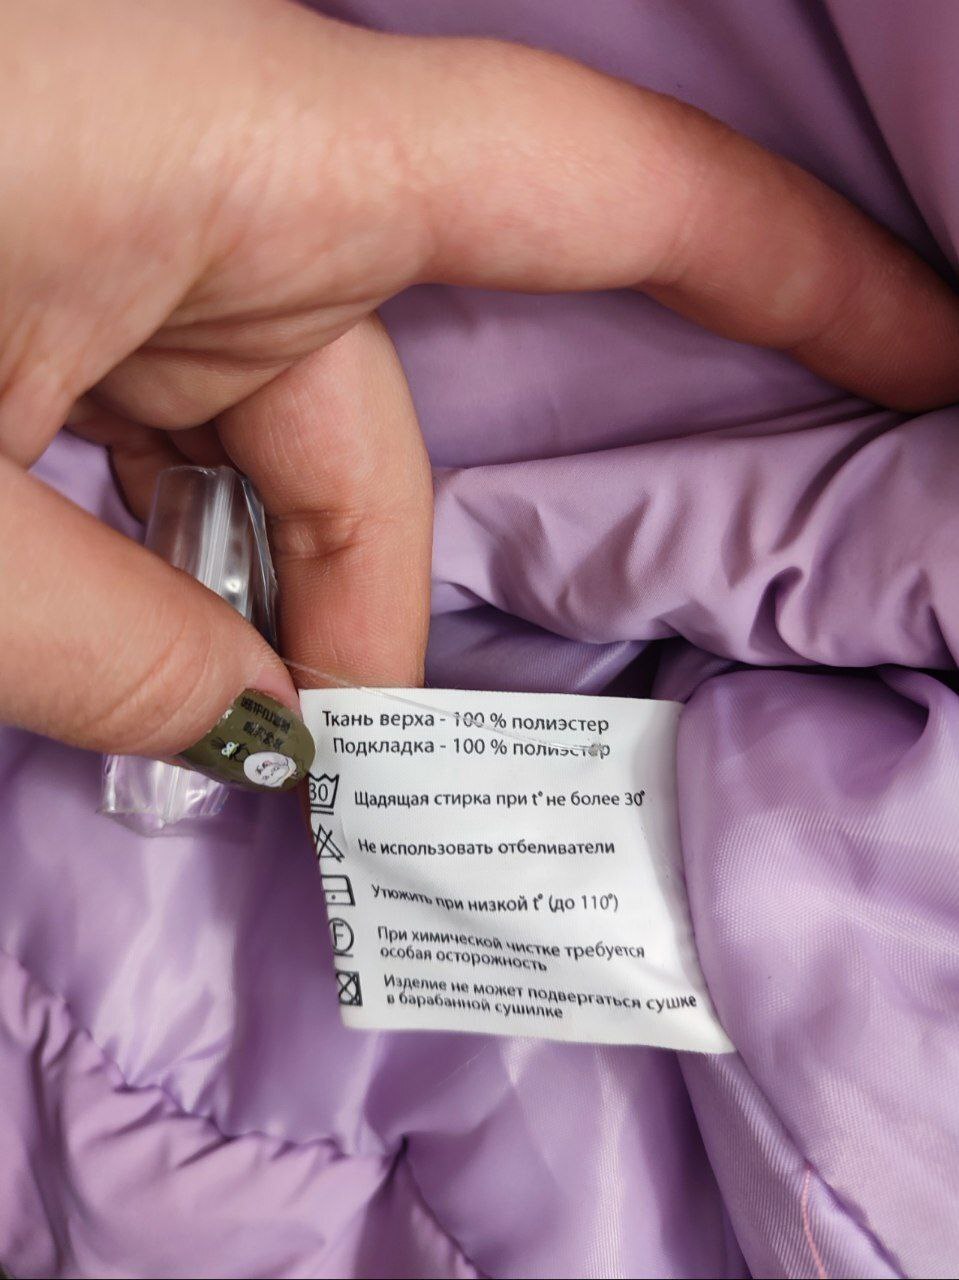 Ткань верха - 100 % полиэстер
Подкладка - 100 % полиэстер
30
Щадящая стирка при t° не более 30°
Не использовать отбеливатели
Утюжить при низкой t° (до 110°)
F
При химической чистке требуется
особая осторожность
Изделие не может подвергаться сушке
в барабанной сушилке